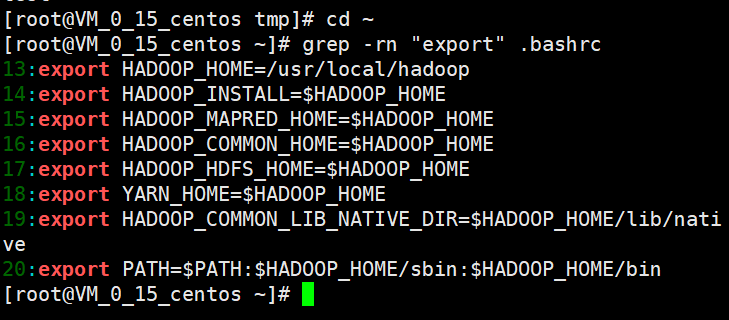 [root@VM_0_15_centos tmp]# cd ~
[root@VM_0_15_centos ~]# grep -rn "export" .bashrc
13:export HADOOP_HOME=/usr/local/hadoop
14:export HADOOP_INSTALL=$HADOOP_HOME
15:export HADOOP_MAPRED_HOME=$HADOOP_HOME
16:export HADOOP_COMMON_HOME=$HADOOP_HOME
17:export HADOOP_HDFS_HOME=$HADOOP_HOME
18:export YARN_HOME=$HADOOP_HOME
19:export HADOOP_COMMON_LIB_NATIVE_DIR=$HADOOP_HOME/lib/nati
ve
20:export PATH=$PATH:$HADOOP_HOME/sbin:$HADOOP_HOME/bin
[root@VM_0_15_centos ~]#